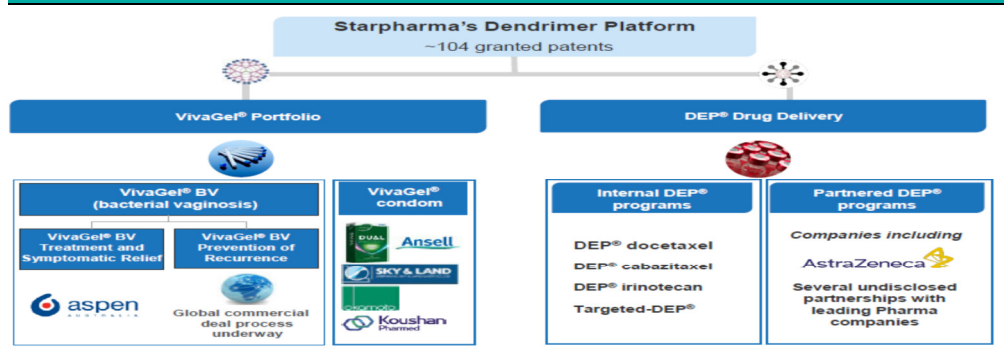 Starpharma's Dendrimer Platform
~104 granted patents
VivaGel® Portfolio
DEP® Drug Delivery
VivaGel® BV
(bacterial vaginosis)
VivaGel® BV
Treatment and
Symptomatic Relief
VivaGel® BV
Prevention of
Recurrence
aspen
AUSTRALIA
Global commercial
deal process
underway
VivaGel®
condom
DUAL
Ansell
SKY & LAND
okamoto
Koushan
Pharmed
Internal DEP®
programs
DEP® docetaxel
DEP® cabazitaxel
DEP® irinotecan
Targeted-DEP®
Partnered DEP®
programs
Companies including
AstraZeneca
Several undisclosed
partnerships with
leading Pharma
companies